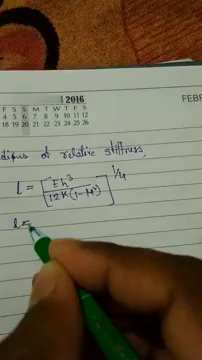 2016
FEBR
F S S M T W T F S
4 5 6 7 8 9 10 11 12
18 19 20 21 22 23 24 25 26
dius of relative stiffness
l = [Eh³ / 12K(1-μ²)]^1/4
l =